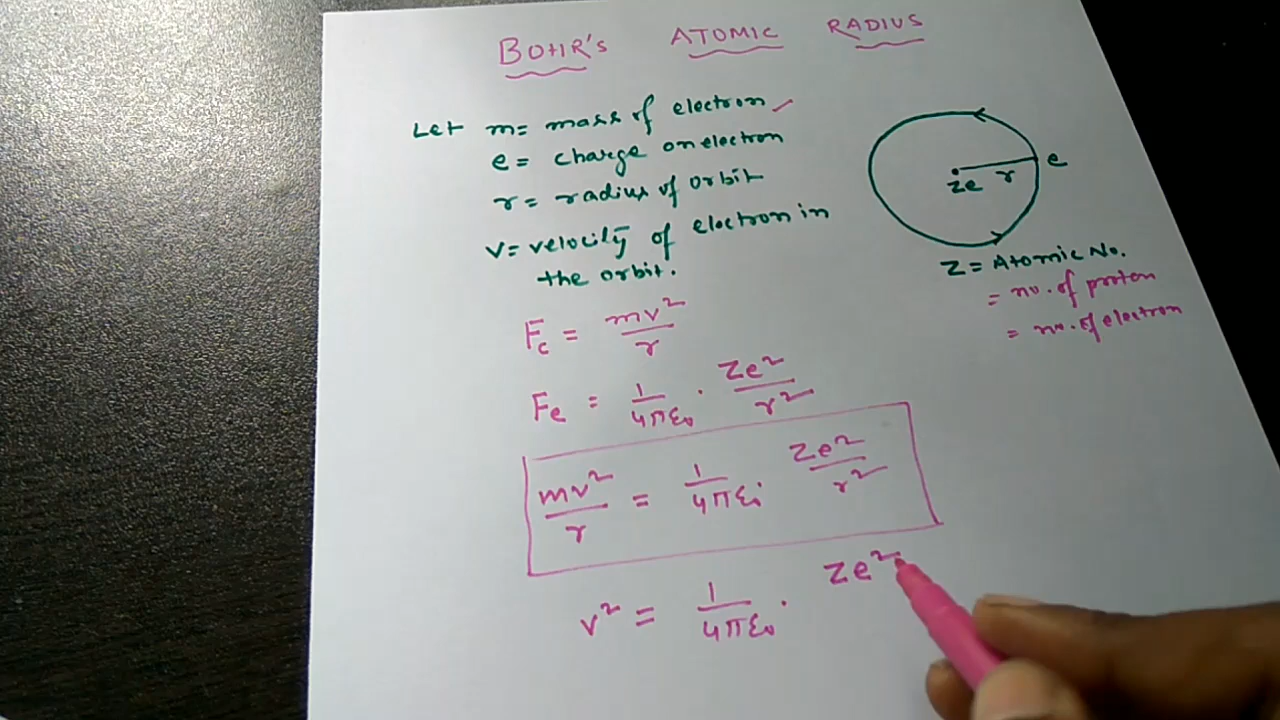 BOHR'S ATOMIC RADIUS
Let m= mass of electron
e= charge on electron
r= radius of orbit
v= velocity of electron in
the orbit.
e
ze r
Z = Atomic No.
= no. of proton
= no. of electron
Fc = mv²/r
Fe = 1/4πε₀ · Ze²/r²
mv²/r = 1/4πε₀ · Ze²/r²
v² = 1/4πε₀ · Ze²